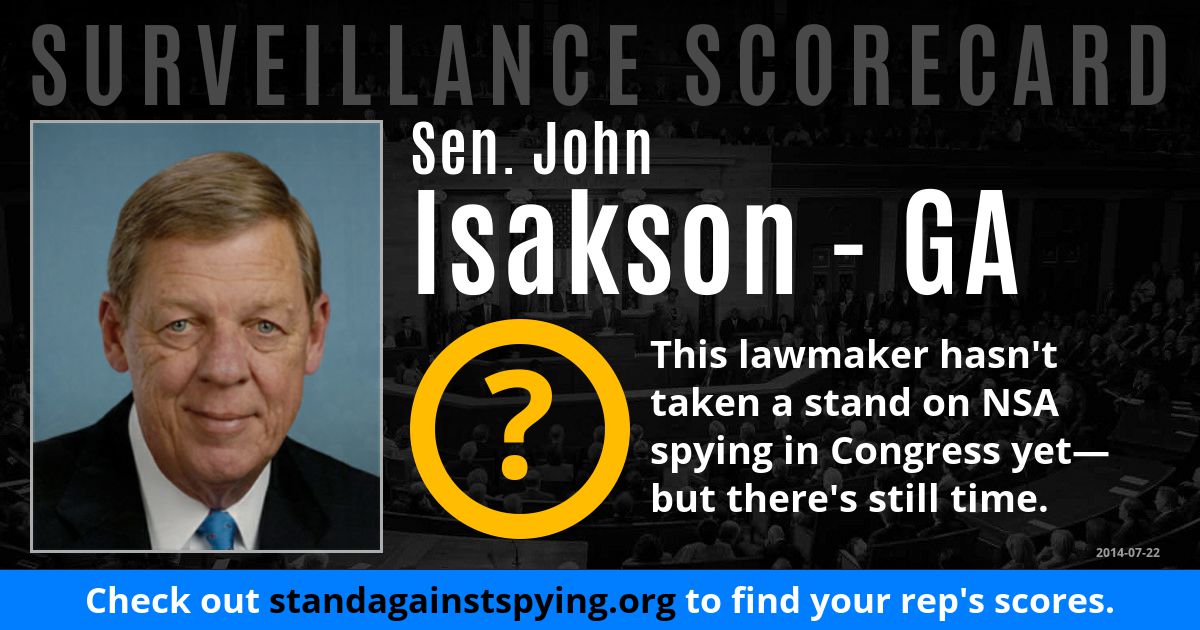 SURVEILLANCE SCORECARD
Sen. John
Isakson - GA
?
This lawmaker hasn't
taken a stand on NSA
spying in Congress yet—
but there's still time.
2014-07-22
Check out standagainstspying.org to find your rep's scores.